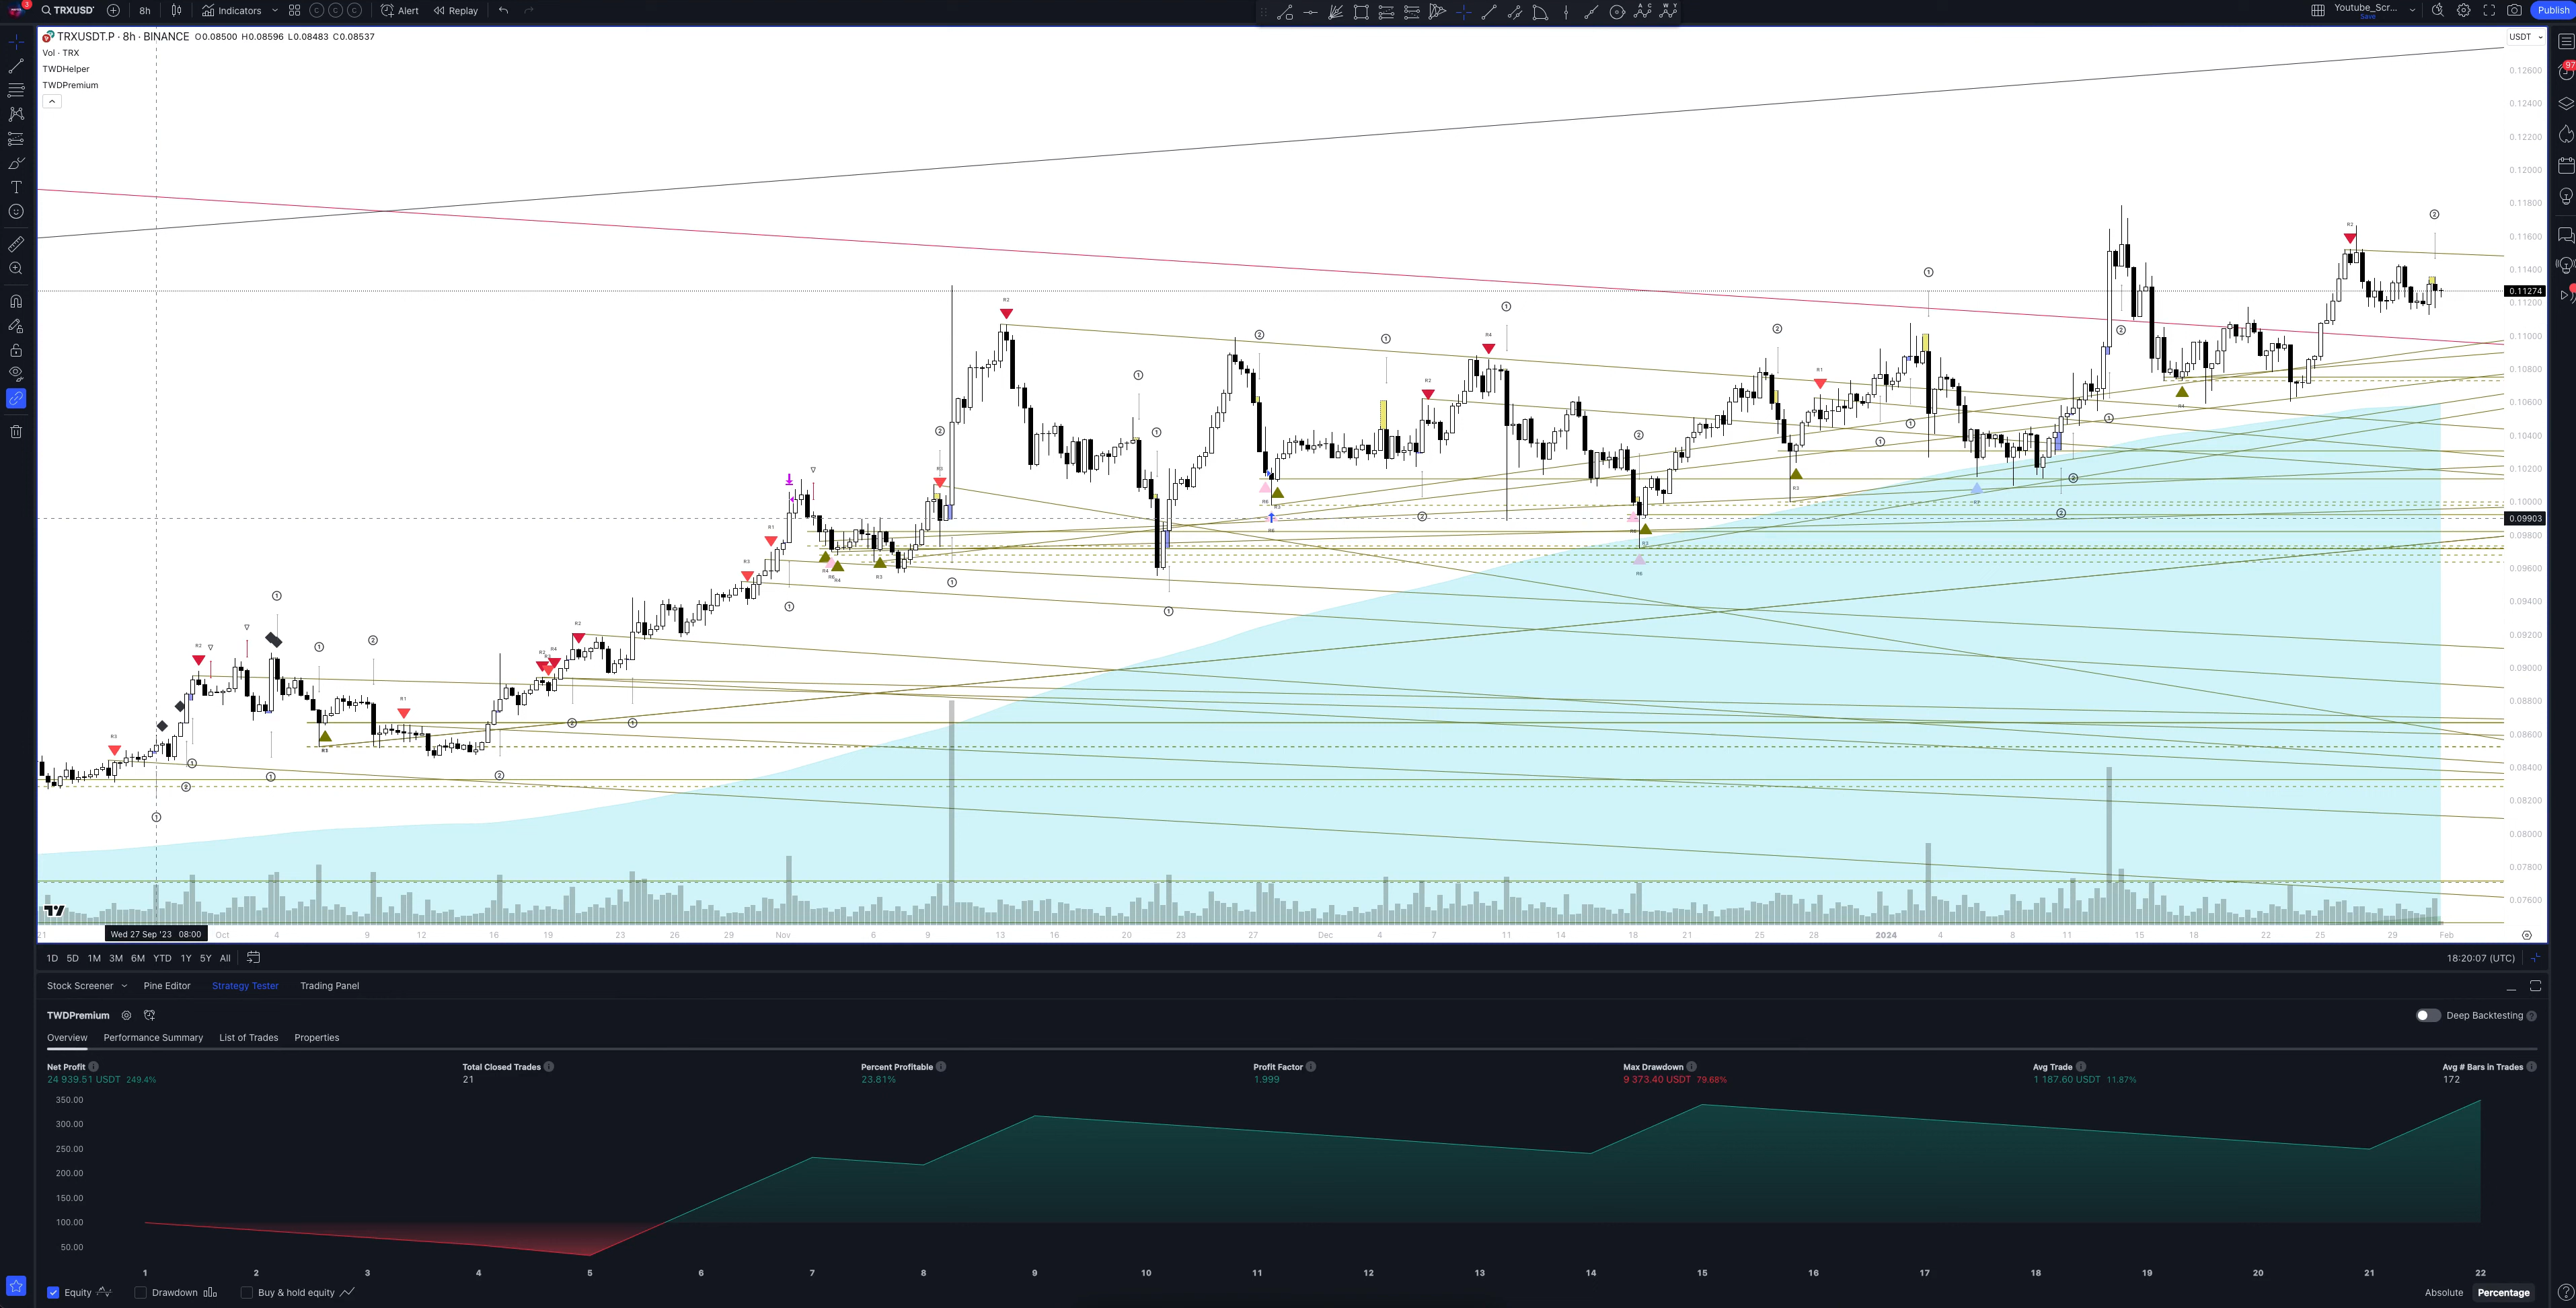 3
TRXUSDT
8h
Indicators
C C C
Alert
Replay
Youtube_Scr...
Save
Publish
TRXUSDT.P · 8h · BINANCE O0.08500 H0.08596 L0.08483 C0.08537
Vol · TRX
TWDHelper
TWDPremium
USDT
97
0.12600
0.12400
0.12200
0.12000
0.11800
0.11600
0.11400
0.11274
0.11200
0.11000
0.10800
0.10600
0.10400
0.10200
0.10000
0.09903
0.09800
0.09600
0.09400
0.09200
0.09000
0.08800
0.08600
0.08400
0.08200
0.08000
0.07800
0.07600
21 Wed 27 Sep '23 08:00 Oct 4 9 12 16 19 23 26 29 Nov 6 9 13 16 20 23 27 Dec 4 7 11 14 18 21 25 28 2024 4 8 11 15 18 22 25 29 Feb
1D 5D 1M 3M 6M YTD 1Y 5Y All
18:20:07 (UTC)
Stock Screener Pine Editor Strategy Tester Trading Panel
TWDPremium
Deep Backtesting
Overview Performance Summary List of Trades Properties
Net Profit Total Closed Trades Percent Profitable Profit Factor Max Drawdown Avg Trade Avg # Bars in Trades
24 939.51 USDT 249.4% 21 23.81% 1.999 9 373.40 USDT 79.68% 1 187.60 USDT 11.87% 172
350.00
300.00
250.00
200.00
150.00
100.00
50.00
1 2 3 4 5 6 7 8 9 10 11 12 13 14 15 16 17 18 19 20 21 22
Equity Drawdown Buy & hold equity
Absolute Percentage